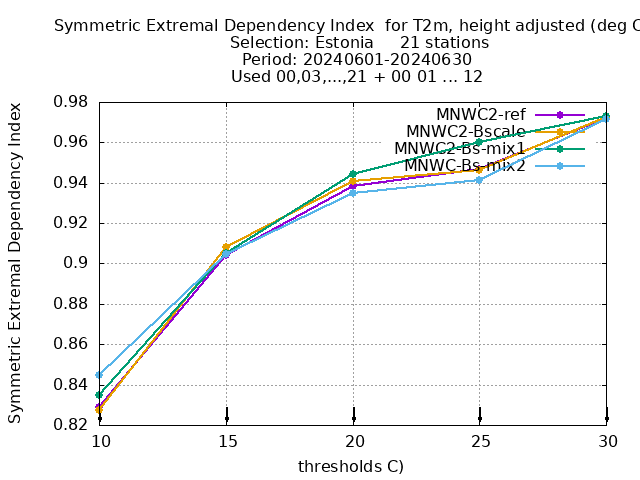 Symmetric Extremal Dependency Index for T2m, height adjusted (deg C
Selection: Estonia 21 stations
Period: 20240601-20240630
Used 00,03,...,21 + 00 01 ... 12
Symmetric Extremal Dependency Index
0.98
0.96
0.94
0.92
0.9
0.88
0.86
0.84
0.82
MNWC2-ref
MNWC2-Bscale
MNWC2-Bs-mix1
MNWC-Bs-mix2
10 15 20 25 30
thresholds C)